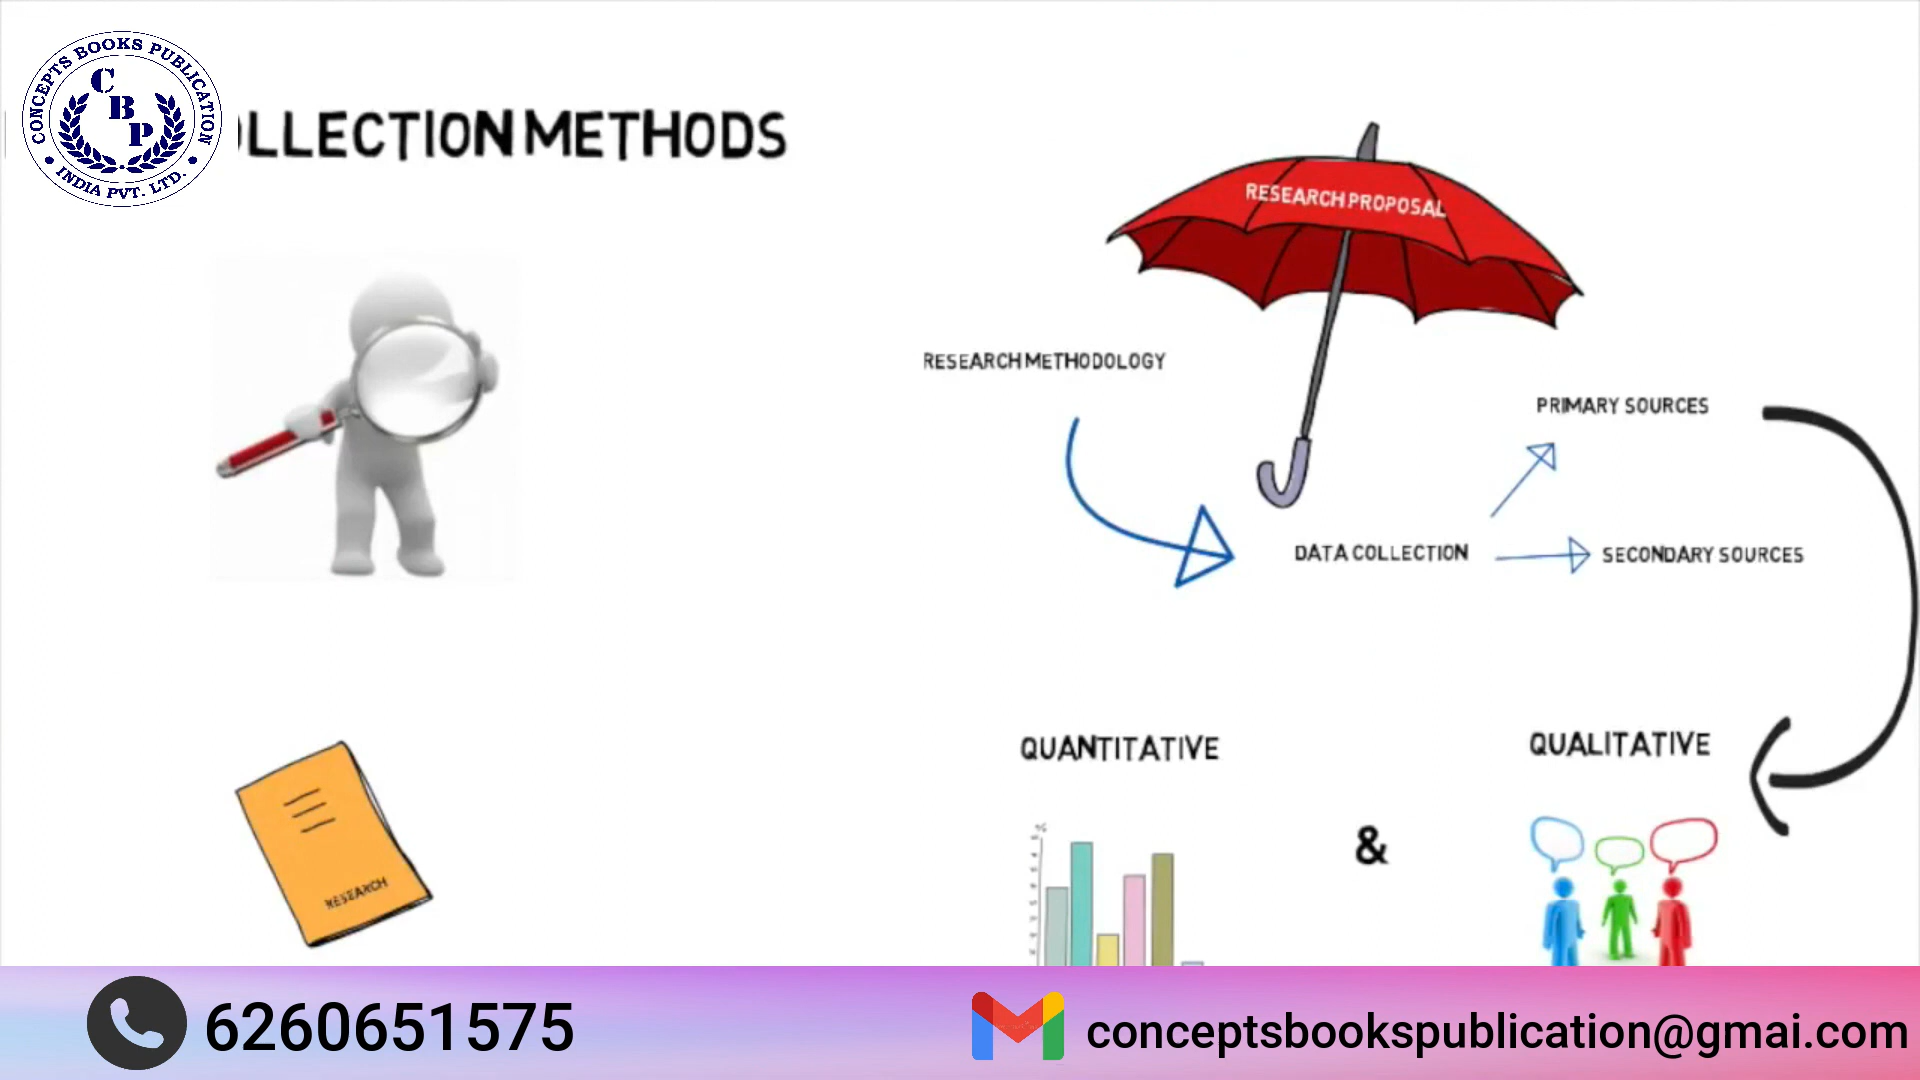 CONCEPTS BOOKS PUBLICATION
C
B
P
INDIA PVT. LTD.
OLLECTION METHODS
RESEARCH PROPOSAL
RESEARCH METHODOLOGY
PRIMARY SOURCES
DATA COLLECTION
SECONDARY SOURCES
QUANTITATIVE
QUALITATIVE
&
%
RESEARCH
6260651575
conceptsbookspublication@gmai.com